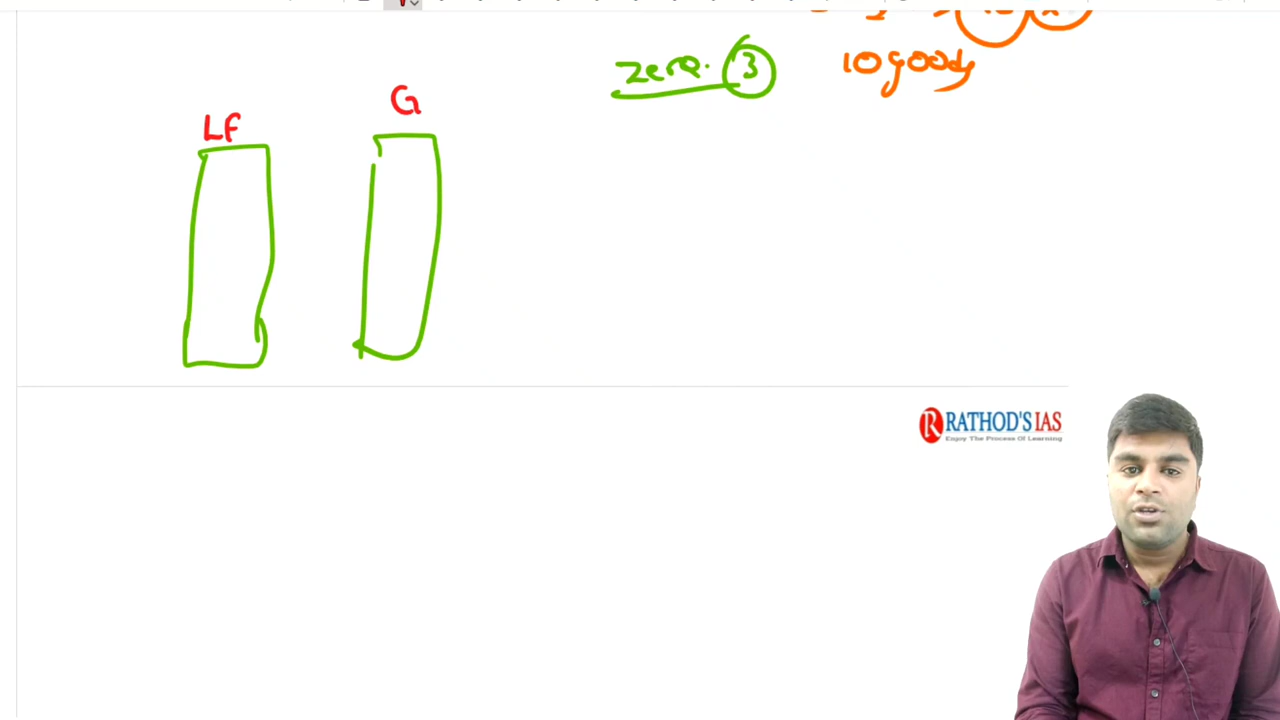 zero. 3
10 goods
G
LF
RATHOD'S IAS
Enjoy The Process Of Learning